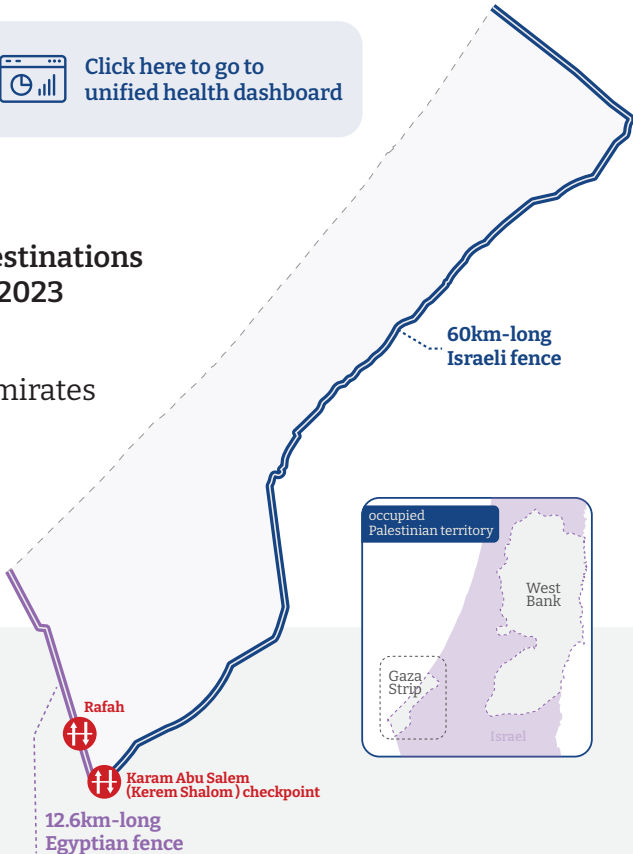 Click here to go to
unified health dashboard
estinations
2023
mirates
60km-long
Israeli fence
occupied
Palestinian territory
West
Bank
Gaza
Strip
Israel
Rafah
Karam Abu Salem
(Kerem Shalom ) checkpoint
12.6km-long
Egyptian fence